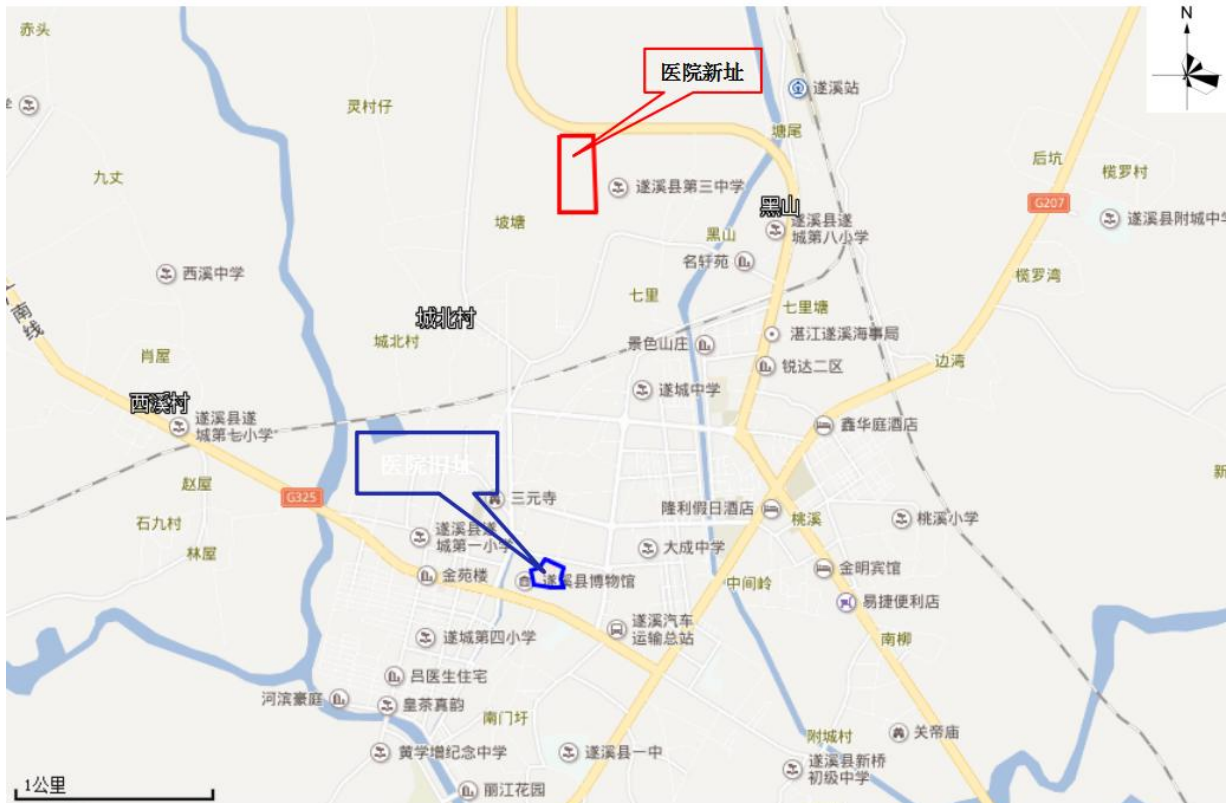 赤头
N
医院新址
遂溪站
灵村仔
塘尾
后坑
榄罗村
九丈
遂溪县第三中学
G207
坡塘
黑山
黑山
遂溪县遂
城第八小学
遂溪县附城中学
名轩苑
西溪中学
榄罗湾
七里
七里塘
南线
城北村
城北村
湛江遂溪海事局
景色山庄
肖屋
锐达二区
边湾
遂城中学
西溪村
遂溪县遂
城第七小学
鑫华庭酒店
医院旧址
新
赵屋
G325
三元寺
隆利假日酒店
桃溪
桃溪小学
石九村
遂溪县遂
城第一小学
大成中学
林屋
金苑楼
遂溪县博物馆
中间岭
金明宾馆
易捷便利店
遂溪汽车
运输总站
遂城第四小学
南柳
吕医生住宅
河滨豪庭
皇茶真韵
南门圩
附城村
关帝庙
黄学增纪念中学
遂溪县一中
遂溪县新桥
初级中学
1公里
丽江花园